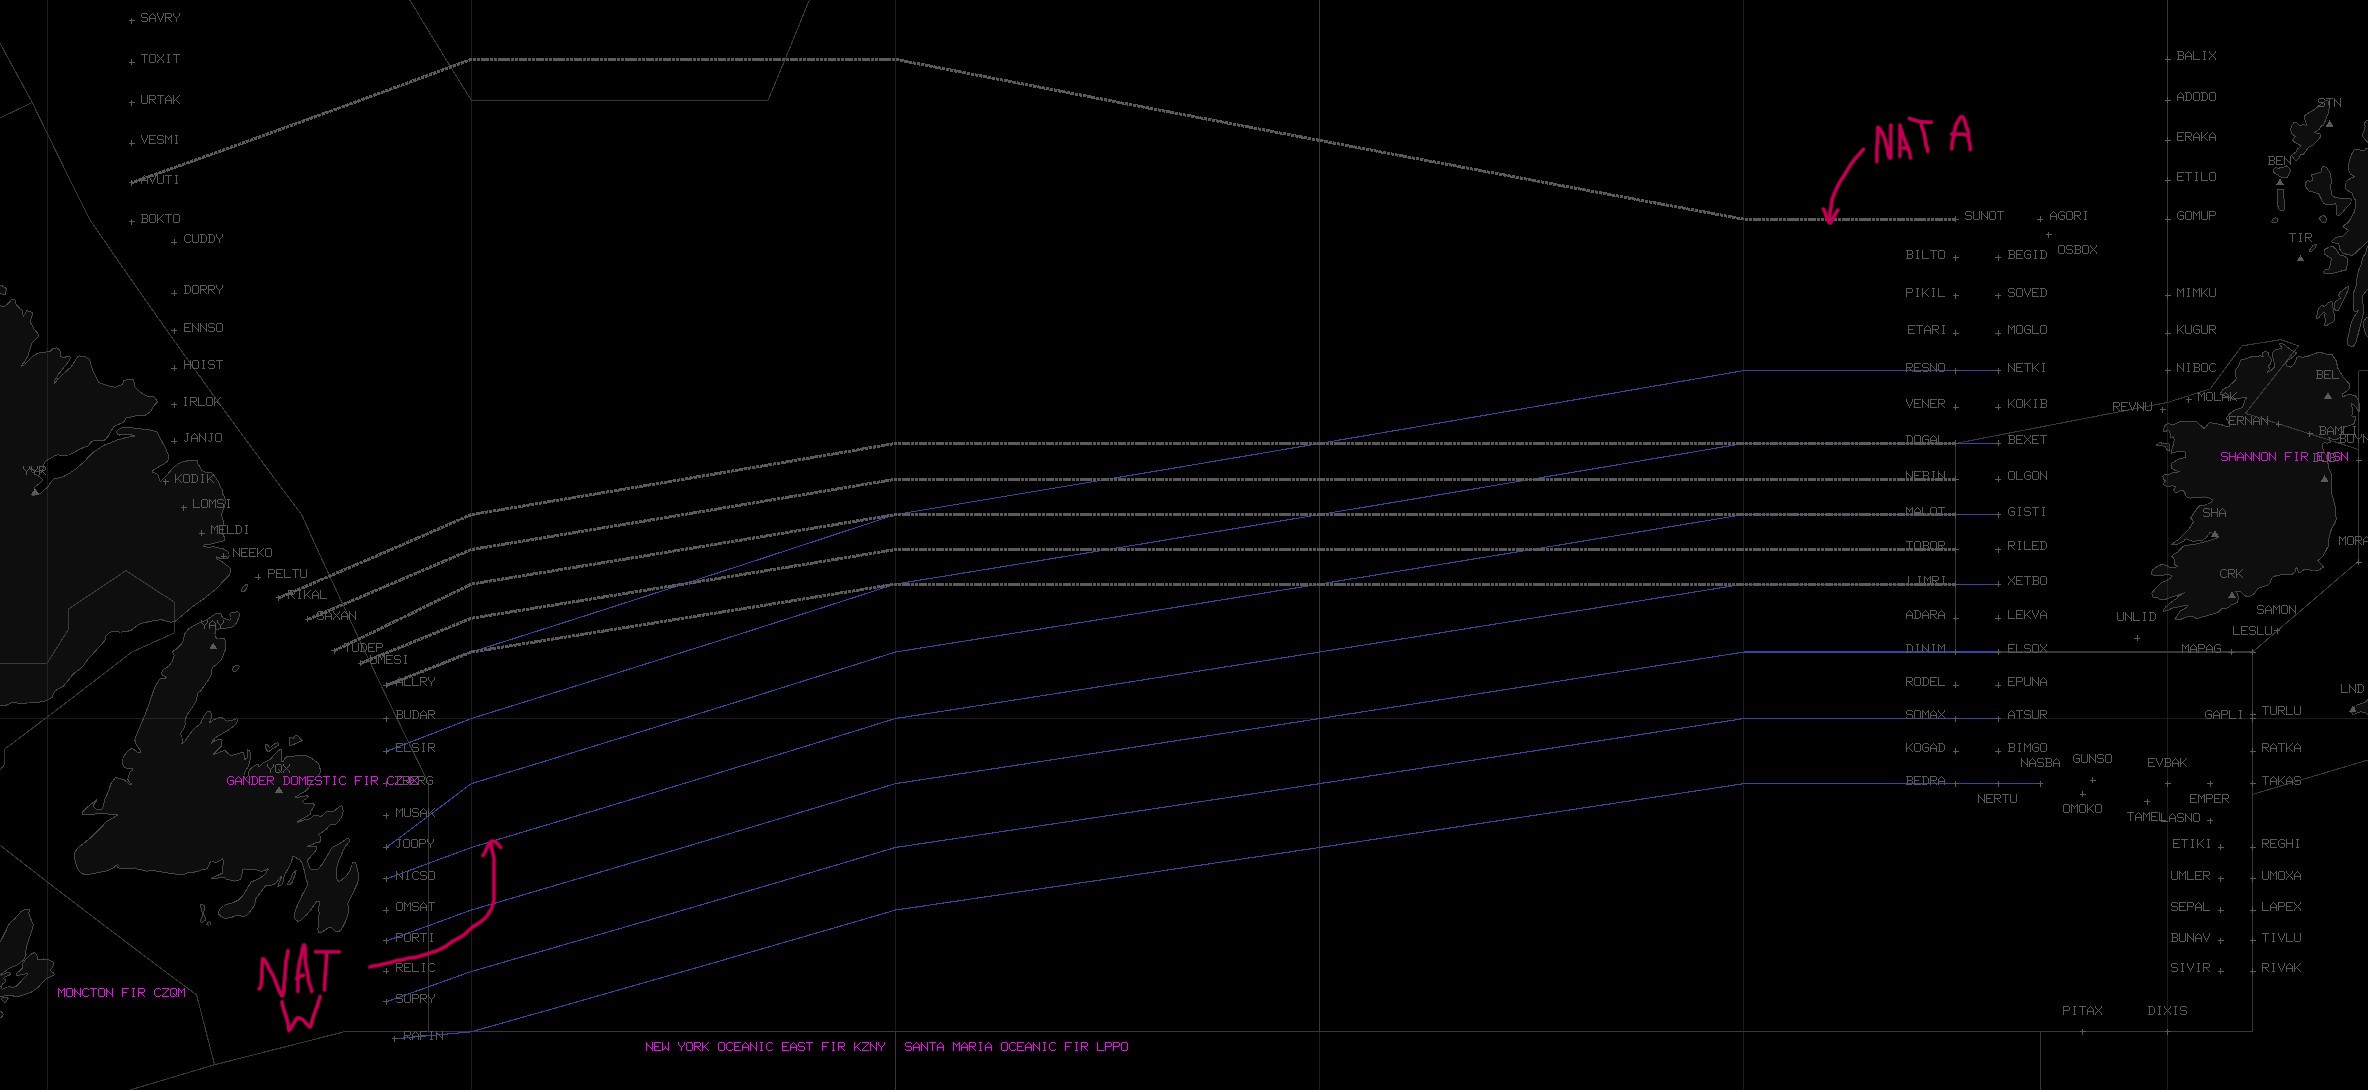 SAVRY
TOXIT
URTAK
VESMI
AVUTI
BOKTO
CUDDY
DORRY
ENNSO
HOIST
IRLOK
JANJO
YYR
KODIK
LOMSI
MELDI
NEEKO
PELTU
RIKAL
SAXAN
YAY
TUDEP
UMESI
ALLRY
BUDAR
ELSIR
YQX
GANDER DOMESTIC FIR
MUSAK
JOOPY
NICSO
OMSAT
PORTI
RELIC
SUPRY
RAFIN
NAT
W
MONCTON FIR CZQM
NEW YORK OCEANIC EAST FIR KZNY
SANTA MARIA OCEANIC FIR LPPO
NAT A
SUNOT
AGORI
OSBOX
BILTO
BEGID
PIKIL
SOVED
ETARI
MOGLO
RESNO
NETKI
VENER
KOKIB
DOGAL
BEXET
NEBIN
OLGON
MALOT
GISTI
TOBOR
RILED
LIMRI
XETBO
ADARA
LEKVA
DINIM
ELSOX
RODEL
EPUNA
SOMAX
ATSUR
KOGAD
BIMGO
BEDRA
NASBA
NERTU
GUNSO
OMOKO
EVBAK
TAMEL
LASNO
EMPER
BALIX
ADODO
ERAKA
ETILO
GOMUP
MIMKU
KUGUR
NIBOC
STN
BEN
TIR
BEL
REVNU
MOLAK
ERNAN
SHANNON FIR
SHA
CRK
UNLID
SAMON
LESLU
MAPAG
LND
GAPLI
TURLU
RATKA
TAKAS
ETIKI
REGHI
UMLER
UMOXA
SEPAL
LAPEX
BUNAV
TIVLU
SIVIR
RIVAK
PITAX
DIXIS